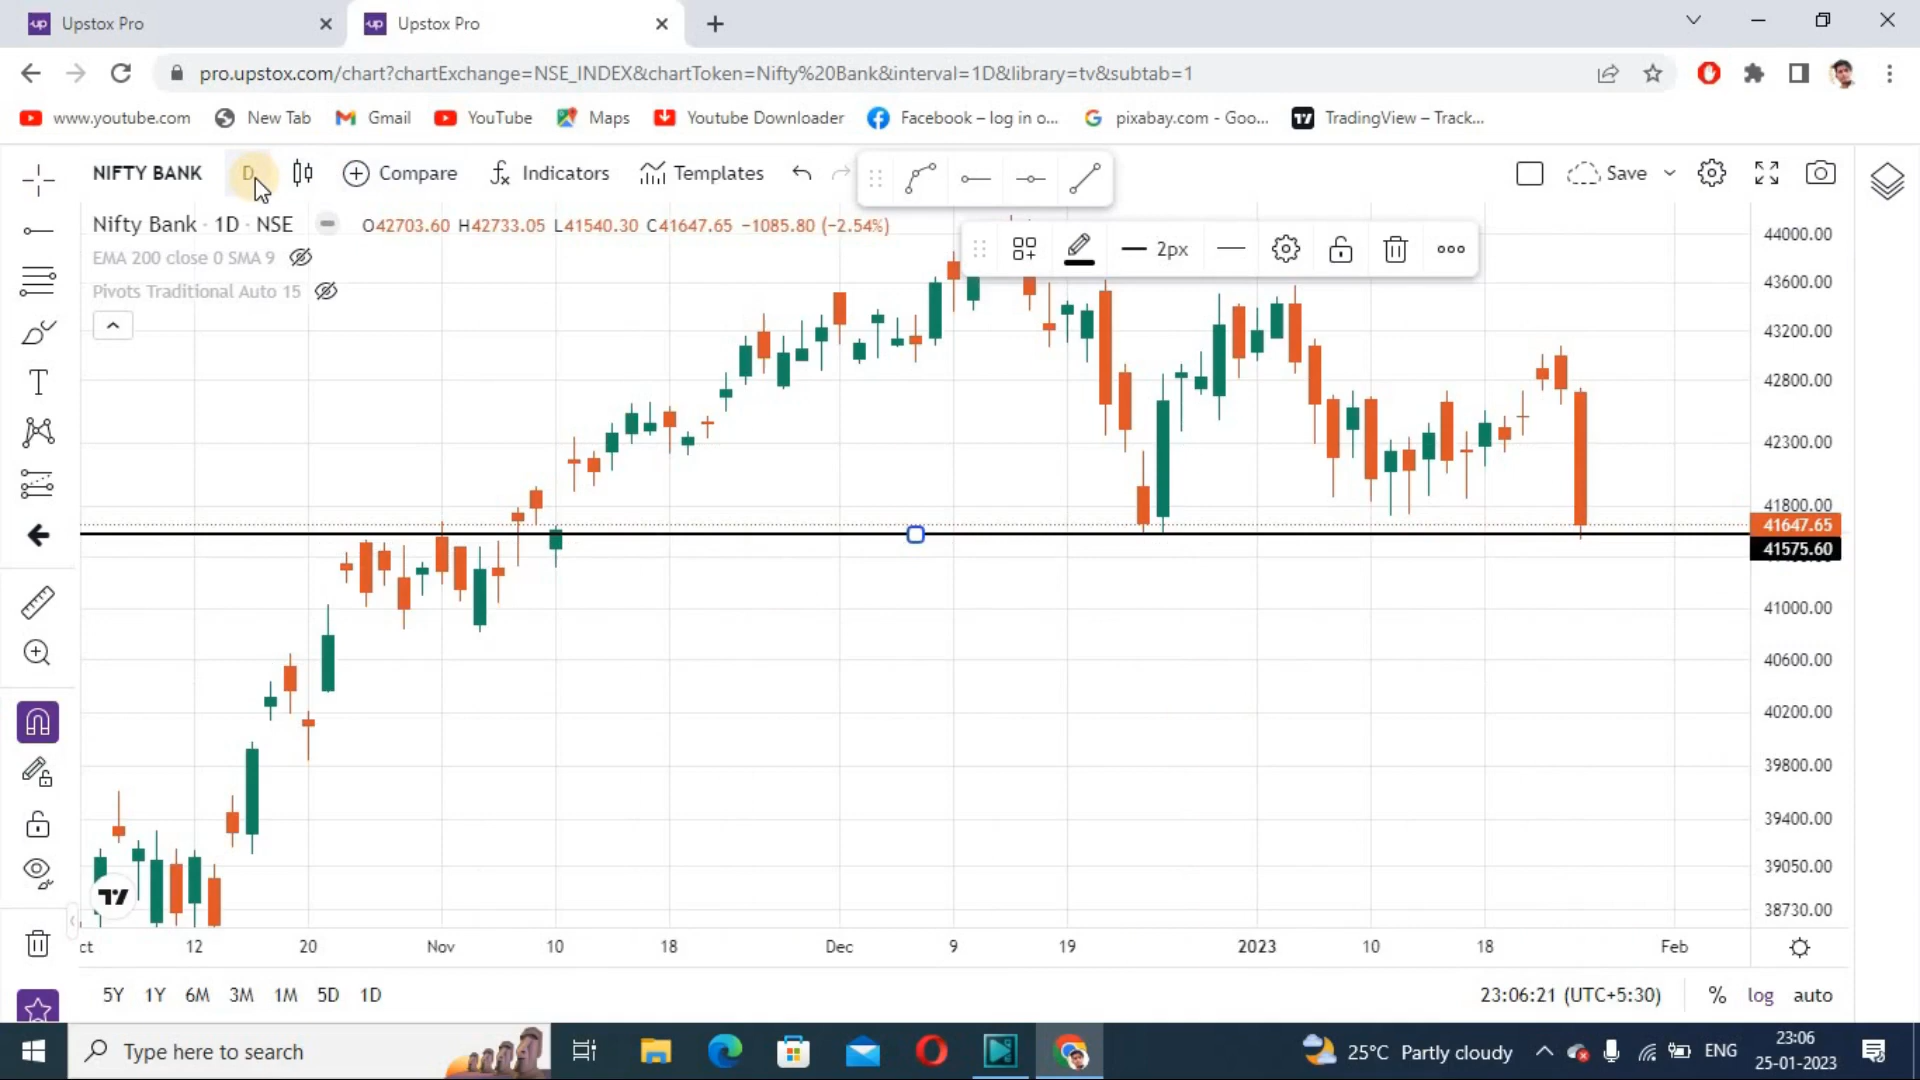 Upstox Pro
Upstox Pro
pro.upstox.com/chart?chartExchange=NSE_INDEX&chartToken=Nifty%20Bank&interval=1D&library=tv&subtab=1
www.youtube.com New Tab Gmail YouTube Maps Youtube Downloader Facebook – log in o... pixabay.com - Goo... TradingView – Track...
NIFTY BANK D Compare Indicators Templates Save
Nifty Bank · 1D · NSE O42703.60 H42733.05 L41540.30 C41647.65 −1085.80 (−2.54%)
EMA 200 close 0 SMA 9
Pivots Traditional Auto 15
2px
T
44000.00
43600.00
43200.00
42800.00
42300.00
41800.00
41647.65
41575.60
41000.00
40600.00
40200.00
39800.00
39400.00
39050.00
38730.00
ct 12 20 Nov 10 18 Dec 9 19 2023 10 18 Feb
5Y 1Y 6M 3M 1M 5D 1D 23:06:21 (UTC+5:30) % log auto
Type here to search 25°C Partly cloudy ENG 23:06
25-01-2023